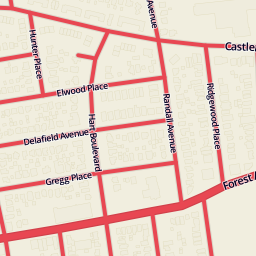 Avenue
Hunter Place
Castle
Elwood Place
Ridgewood Place
Randall Avenue
Delafield Avenue
Hart Boulevard
Gregg Place
Forest A